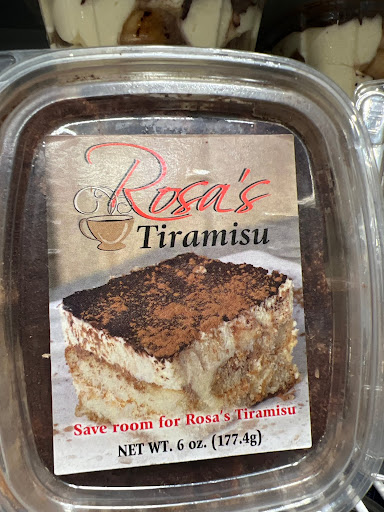 Rosa's
Tiramisu
Save room for Rosa's Tiramisu
NET WT. 6 oz. (177.4g)